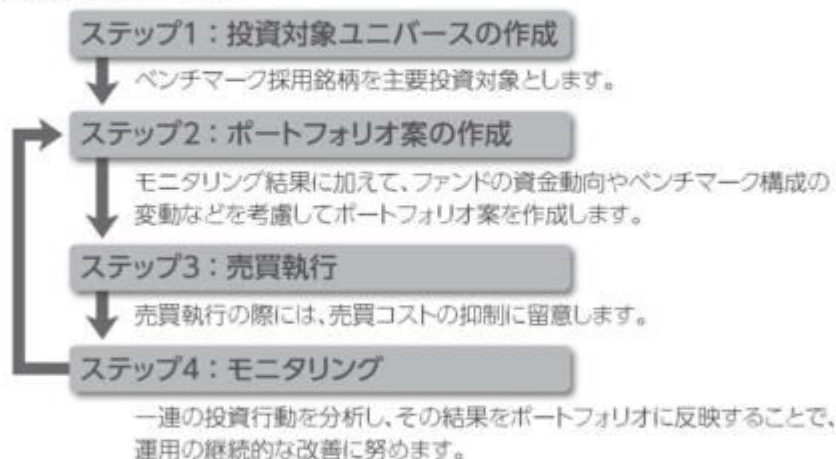 ステップ1：投資対象ユニバースの作成
ベンチマーク採用銘柄を主要投資対象とします。
ステップ2：ポートフォリオ案の作成
モニタリング結果に加えて、ファンドの資金動向やベンチマーク構成の
変動などを考慮してポートフォリオ案を作成します。
ステップ3：売買執行
売買執行の際には、売買コストの抑制に留意します。
ステップ4：モニタリング
一連の投資行動を分析し、その結果をポートフォリオに反映することで、
運用の継続的な改善に努めます。